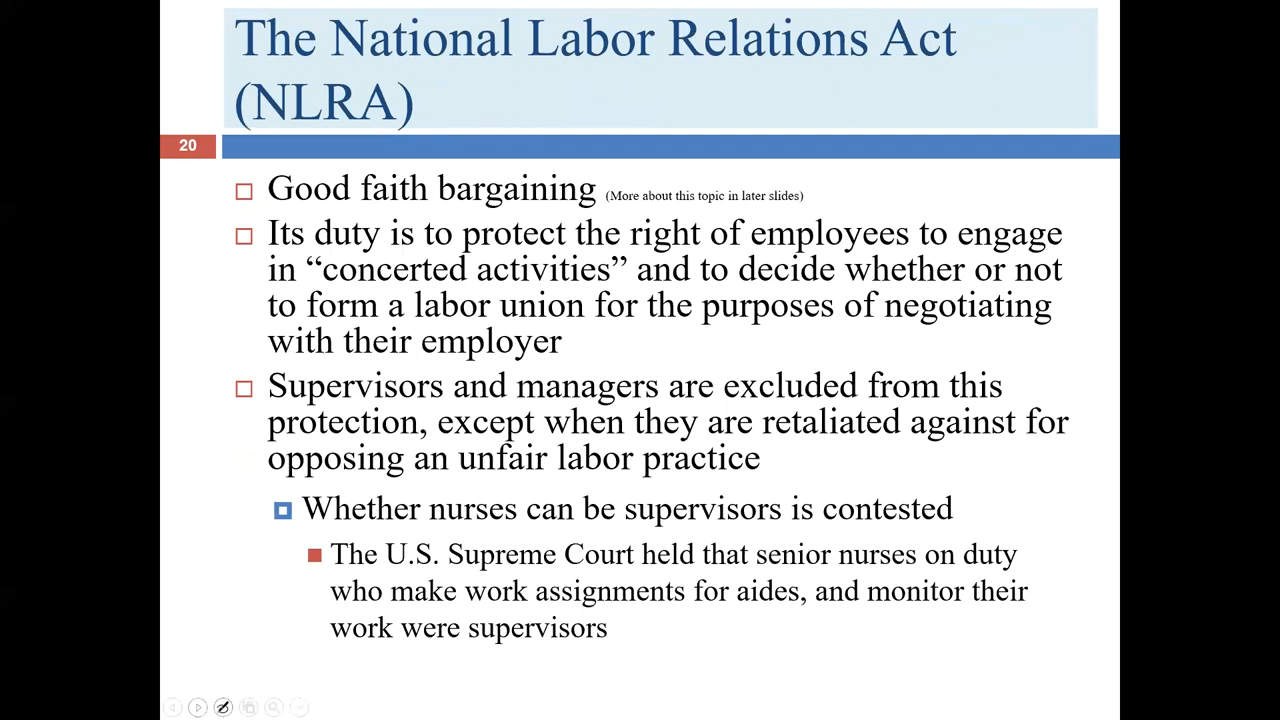 The National Labor Relations Act
(NLRA)
20
Good faith bargaining (More about this topic in later slides)
Its duty is to protect the right of employees to engage
in “concerted activities” and to decide whether or not
to form a labor union for the purposes of negotiating
with their employer
Supervisors and managers are excluded from this
protection, except when they are retaliated against for
opposing an unfair labor practice
Whether nurses can be supervisors is contested
The U.S. Supreme Court held that senior nurses on duty
who make work assignments for aides, and monitor their
work were supervisors